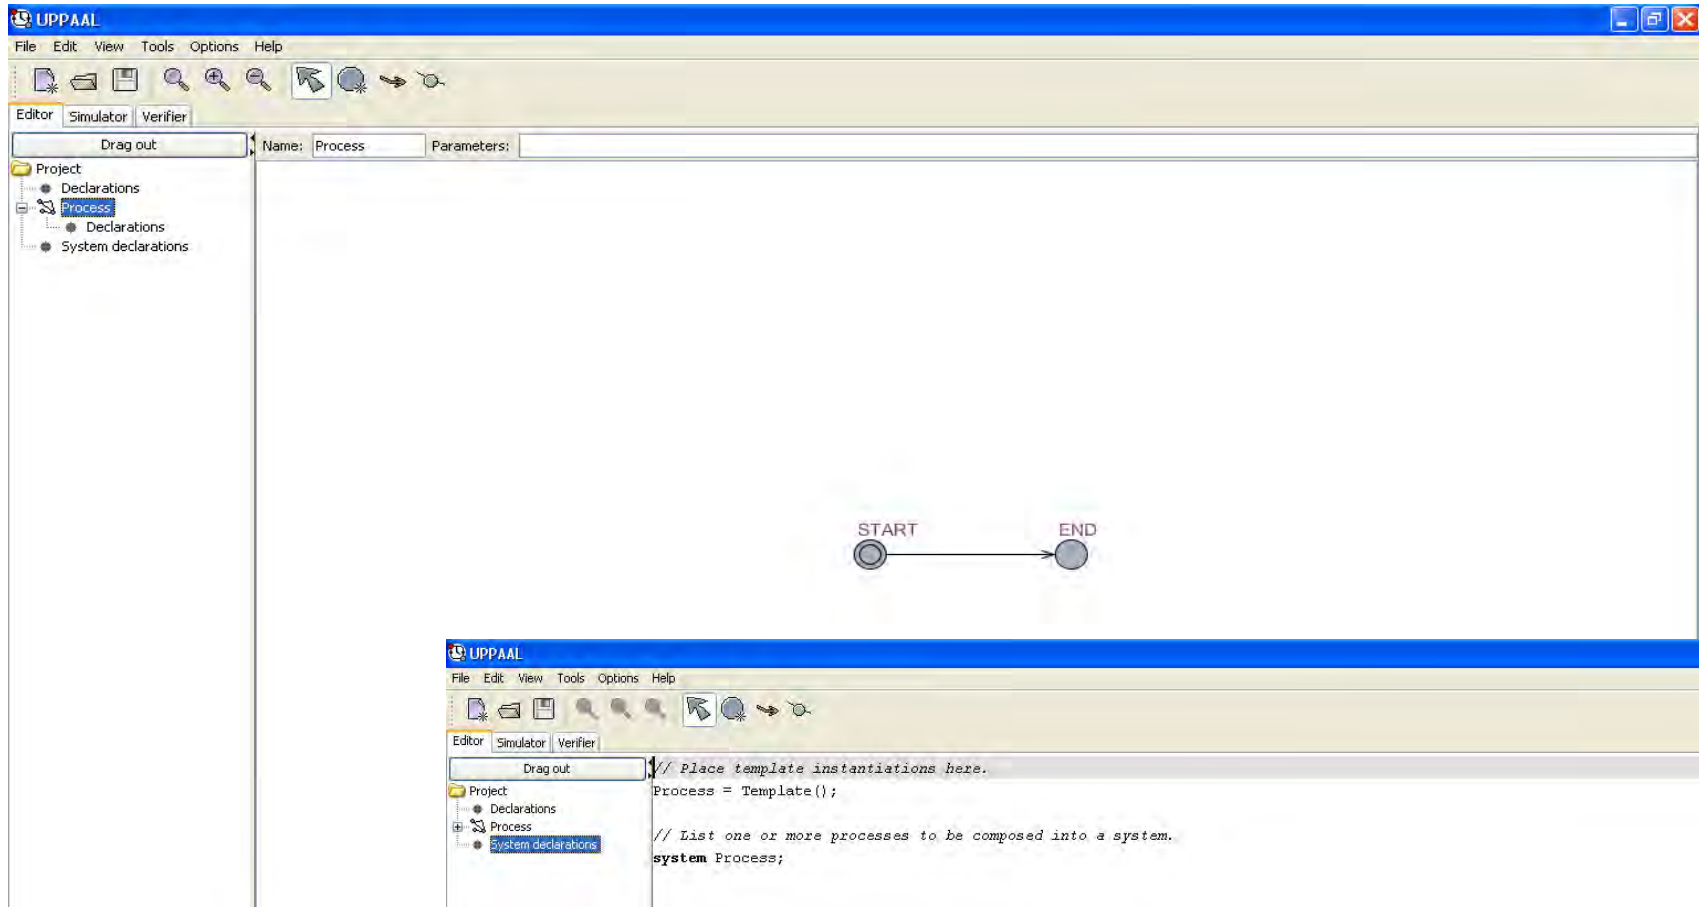 UPPAAL
File Edit View Tools Options Help
Editor Simulator Verifier
Drag out
Name: Process Parameters:
Project
Declarations
Process
Declarations
System declarations
START END
UPPAAL
File Edit View Tools Options Help
Editor Simulator Verifier
Drag out
// Place template instantiations here.
Project
Process = Template();
Declarations
Process
// List one or more processes to be composed into a system.
System declarations
system Process;